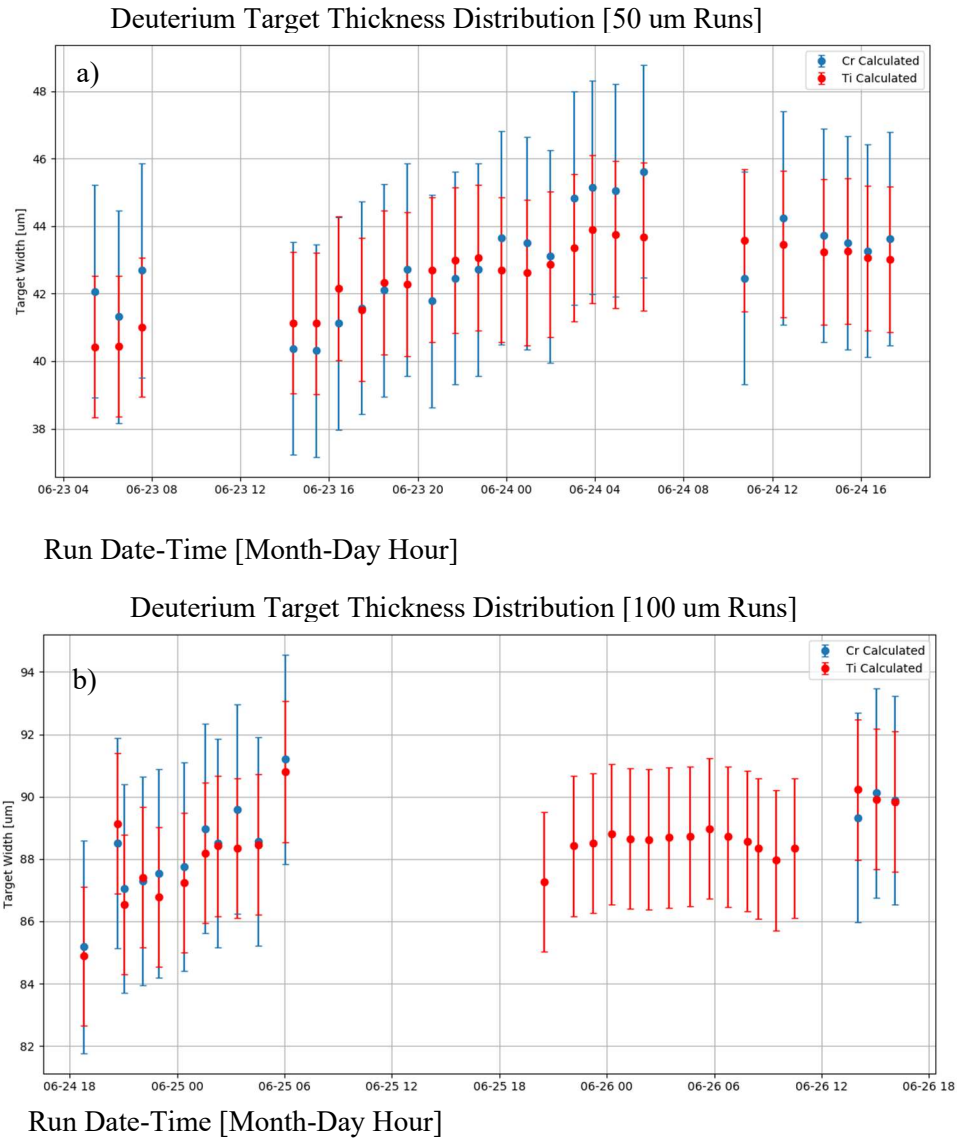 Deuterium Target Thickness Distribution [50 um Runs]
a)
Cr Calculated
Ti Calculated
Target Width [um]
48
46
44
42
40
38
06-23 04 06-23 08 06-23 12 06-23 16 06-23 20 06-24 00 06-24 04 06-24 08 06-24 12 06-24 16
Run Date-Time [Month-Day Hour]
Deuterium Target Thickness Distribution [100 um Runs]
b)
Cr Calculated
Ti Calculated
Target Width [um]
94
92
90
88
86
84
82
06-24 18 06-25 00 06-25 06 06-25 12 06-25 18 06-26 00 06-26 06 06-26 12 06-26 18
Run Date-Time [Month-Day Hour]